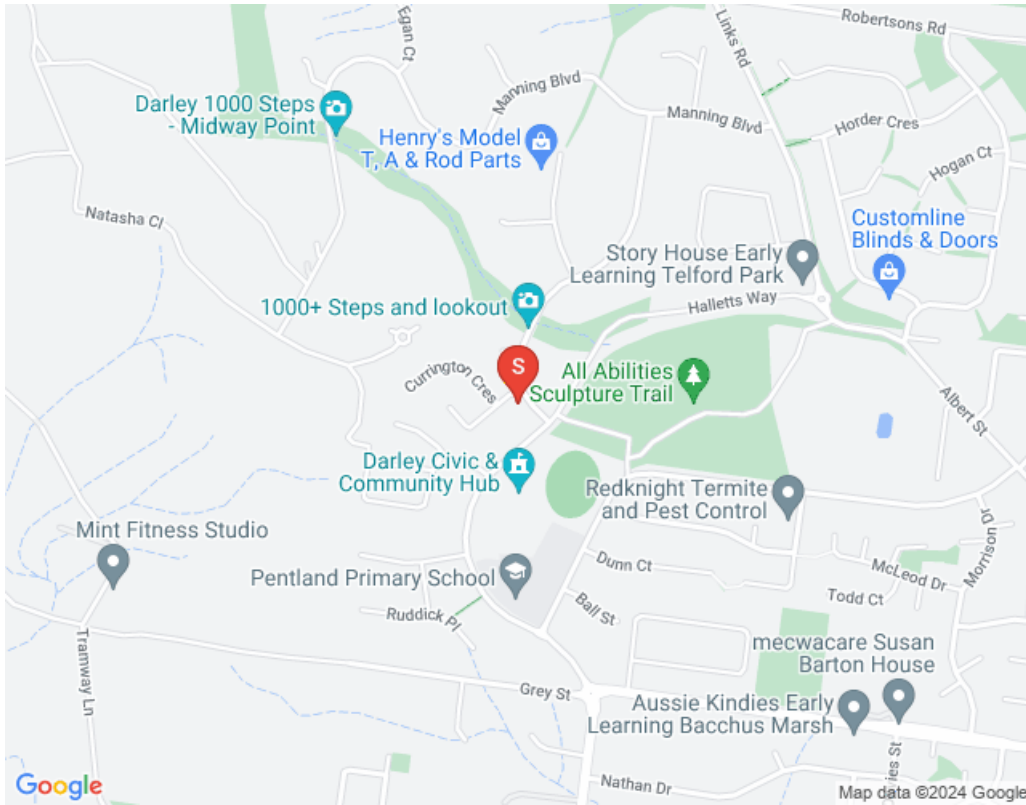 Robertsons Rd
Egan Ct
Links Rd
Manning Blvd
Darley 1000 Steps
- Midway Point
Manning Blvd
Horder Cres
Henry's Model
T, A & Rod Parts
Hogan Ct
Natasha Cl
Customline
Blinds & Doors
Story House Early
Learning Telford Park
1000+ Steps and lookout
Halletts Way
S
Currington Cres
All Abilities
Sculpture Trail
Albert St
Darley Civic &
Community Hub
Redknight Termite
and Pest Control
Mint Fitness Studio
Morrison Dr
Dunn Ct
McLeod Dr
Pentland Primary School
Todd Ct
Ball St
Ruddick Pl
mecwacare Susan
Barton House
Tramway Ln
Grey St
Aussie Kindies Early
Learning Bacchus Marsh
Nathan Dr
Google
Map data ©2024 Google